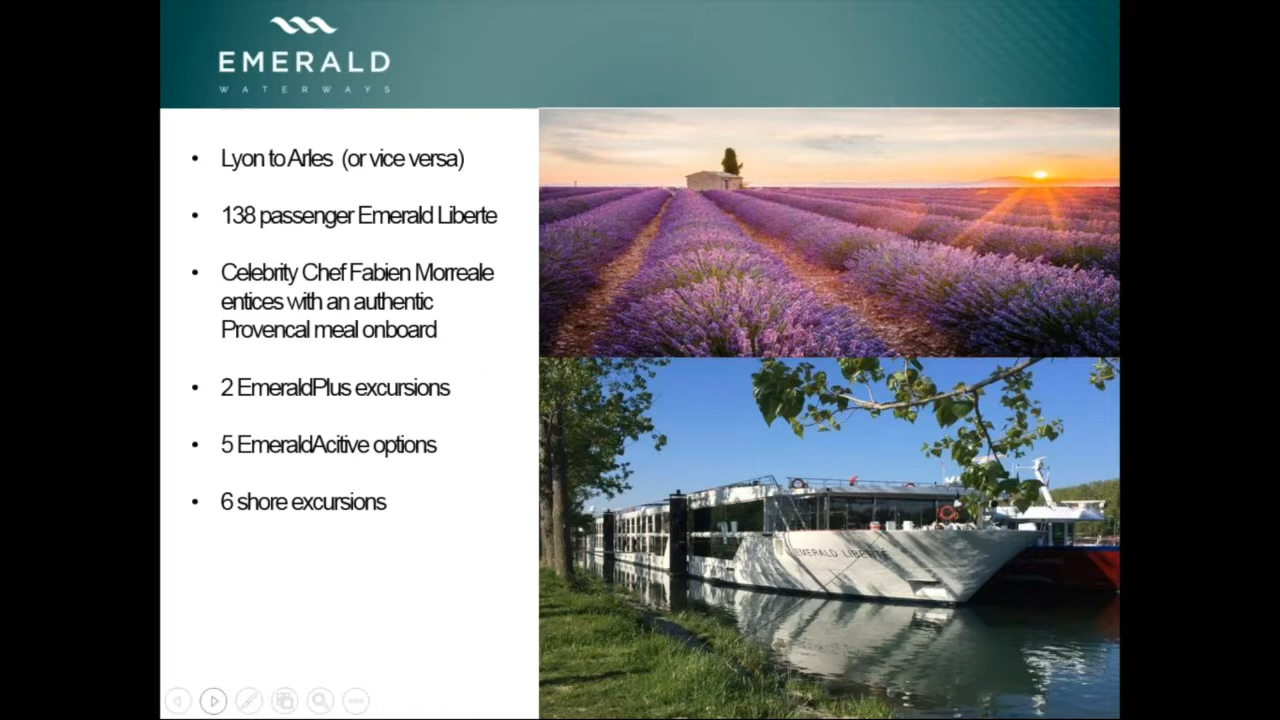 EMERALD
WATERWAYS
• Lyon to Arles (or vice versa)
• 138 passenger Emerald Liberte
• Celebrity Chef Fabien Morreale
entices with an authentic
Provencal meal onboard
• 2 EmeraldPlus excursions
• 5 EmeraldAcitive options
• 6 shore excursions
EMERALD LIBERTE